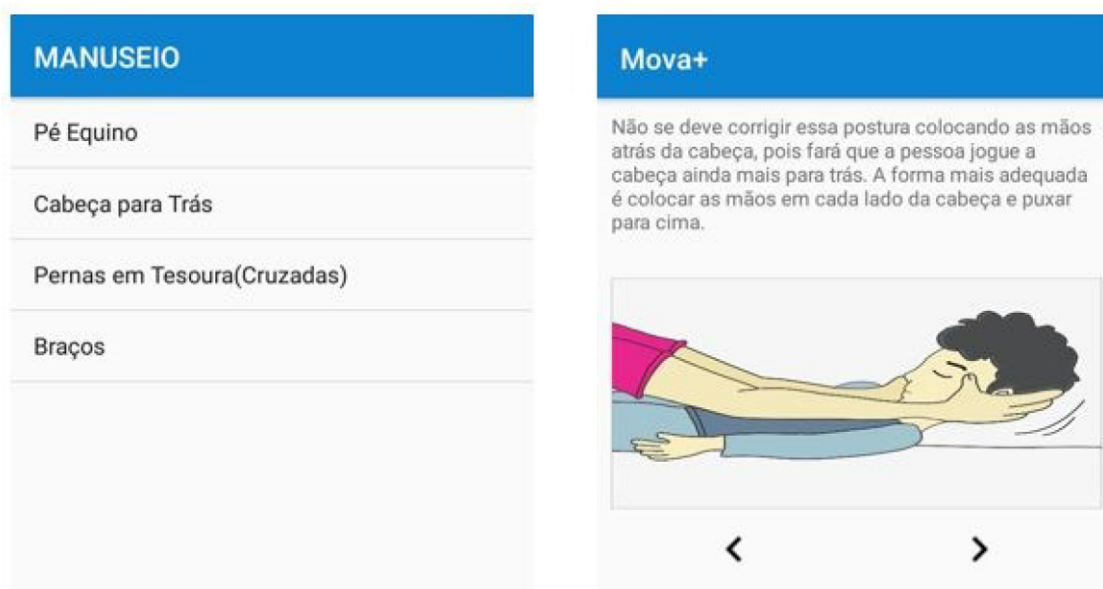 MANUSEIO
Pé Equino
Cabeça para Trás
Pernas em Tesoura(Cruzadas)
Braços
Mova+
Não se deve corrigir essa postura colocando as mãos
atrás da cabeça, pois fará que a pessoa jogue a
cabeça ainda mais para trás. A forma mais adequada
é colocar as mãos em cada lado da cabeça e puxar
para cima.